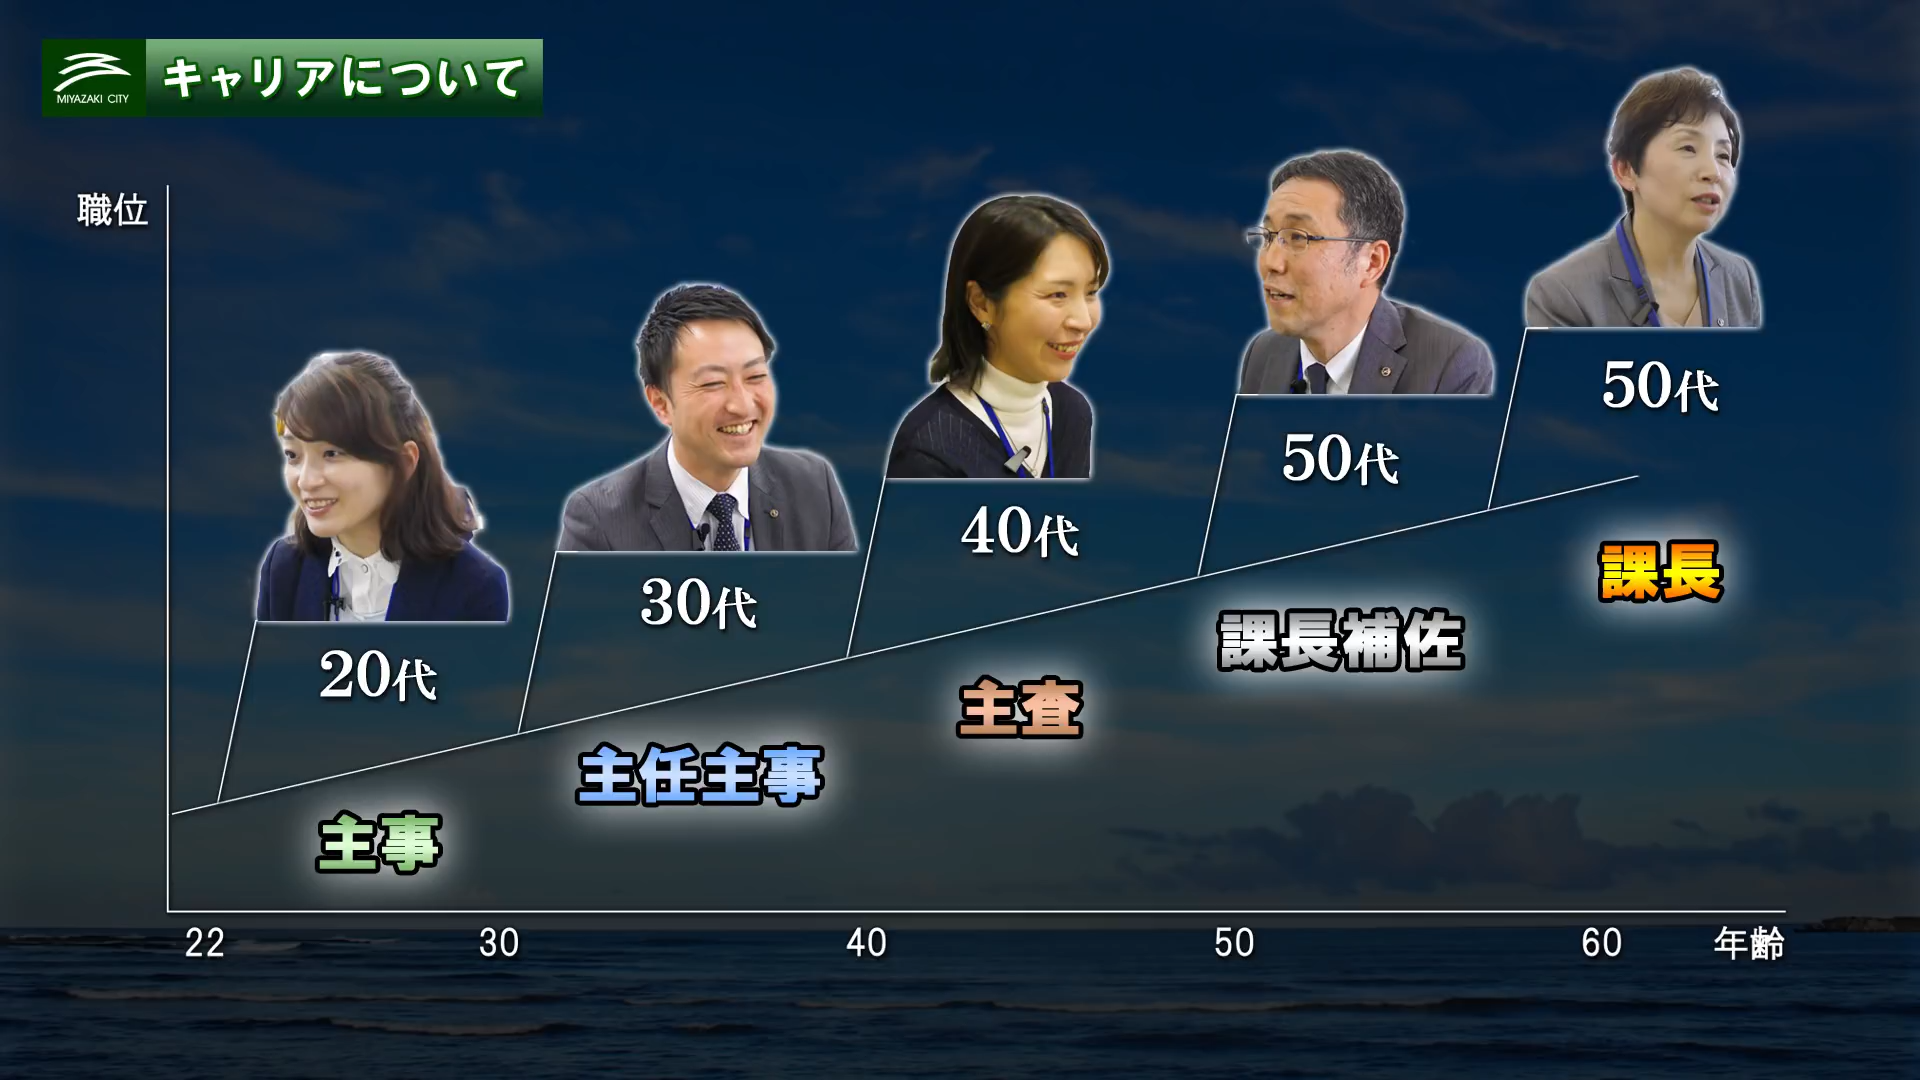 MIYAZAKI CITY
キャリアについて
職位
50代
50代
40代
30代
20代
課長
課長補佐
主査
主任主事
主事
22 30 40 50 60 年齢